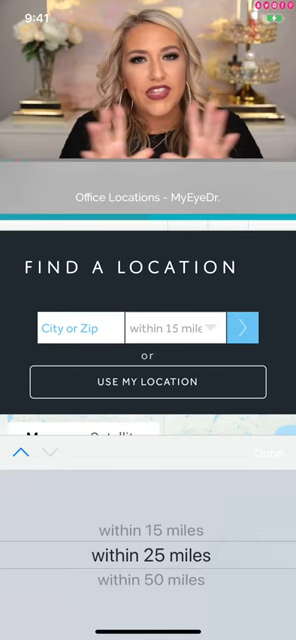 9:41
Office Locations - MyEyeDr.
FIND A LOCATION
City or Zip
within 15 mile
or
USE MY LOCATION
Done
within 15 miles
within 25 miles
within 50 miles